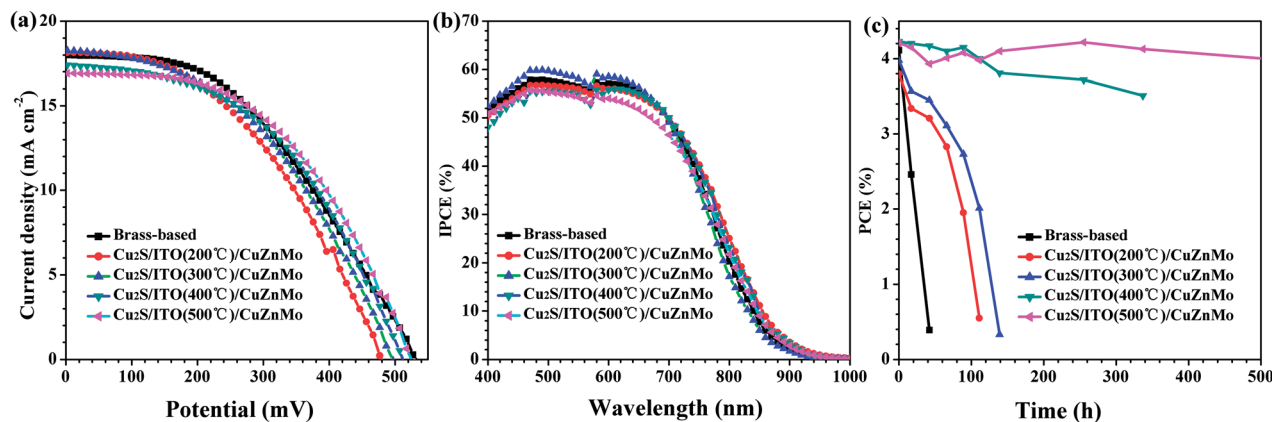 (a)
20
15
10
5
0
Current density (mA cm⁻²)
Brass-based
Cu₂S/ITO(200℃)/CuZnMo
Cu₂S/ITO(300℃)/CuZnMo
Cu₂S/ITO(400℃)/CuZnMo
Cu₂S/ITO(500℃)/CuZnMo
0 100 200 300 400 500
Potential (mV)
(b)
70
60
50
40
30
20
10
0
IPCE (%)
Brass-based
Cu₂S/ITO(200℃)/CuZnMo
Cu₂S/ITO(300℃)/CuZnMo
Cu₂S/ITO(400℃)/CuZnMo
Cu₂S/ITO(500℃)/CuZnMo
400 500 600 700 800 900 1000
Wavelength (nm)
(c)
5
4
3
2
1
0
PCE (%)
Brass-based
Cu₂S/ITO(200℃)/CuZnMo
Cu₂S/ITO(300℃)/CuZnMo
Cu₂S/ITO(400℃)/CuZnMo
Cu₂S/ITO(500℃)/CuZnMo
0 100 200 300 400 500
Time (h)